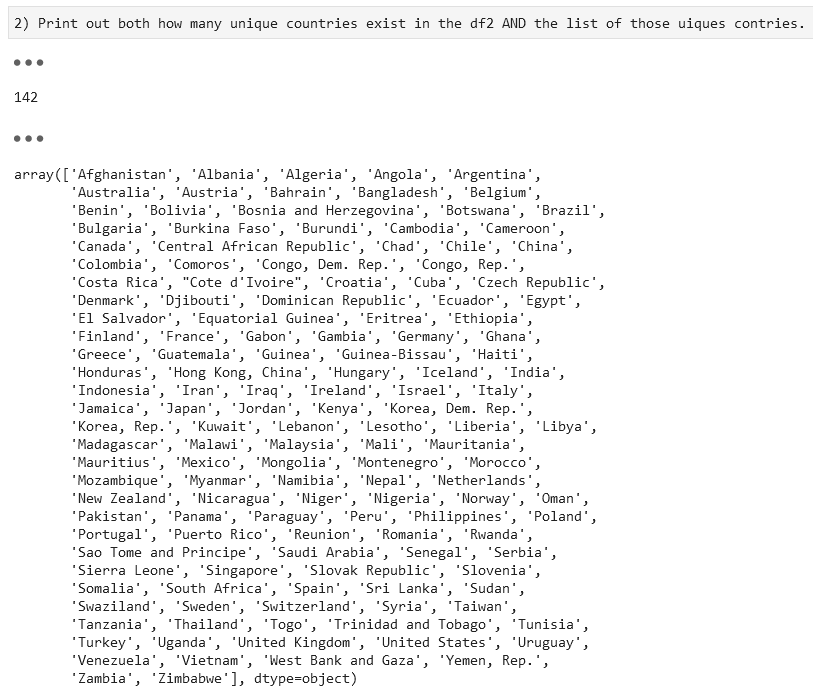 2) Print out both how many unique countries exist in the df2 AND the list of those uiques contries.
142
array(['Afghanistan', 'Albania', 'Algeria', 'Angola', 'Argentina',
'Australia', 'Austria', 'Bahrain', 'Bangladesh', 'Belgium',
'Benin', 'Bolivia', 'Bosnia and Herzegovina', 'Botswana', 'Brazil',
'Bulgaria', 'Burkina Faso', 'Burundi', 'Cambodia', 'Cameroon',
'Canada', 'Central African Republic', 'Chad', 'Chile', 'China',
'Colombia', 'Comoros', 'Congo, Dem. Rep.', 'Congo, Rep.',
'Costa Rica', "Cote d'Ivoire", 'Croatia', 'Cuba', 'Czech Republic',
'Denmark', 'Djibouti', 'Dominican Republic', 'Ecuador', 'Egypt',
'El Salvador', 'Equatorial Guinea', 'Eritrea', 'Ethiopia',
'Finland', 'France', 'Gabon', 'Gambia', 'Germany', 'Ghana',
'Greece', 'Guatemala', 'Guinea', 'Guinea-Bissau', 'Haiti',
'Honduras', 'Hong Kong, China', 'Hungary', 'Iceland', 'India',
'Indonesia', 'Iran', 'Iraq', 'Ireland', 'Israel', 'Italy',
'Jamaica', 'Japan', 'Jordan', 'Kenya', 'Korea, Dem. Rep.',
'Korea, Rep.', 'Kuwait', 'Lebanon', 'Lesotho', 'Liberia', 'Libya',
'Madagascar', 'Malawi', 'Malaysia', 'Mali', 'Mauritania',
'Mauritius', 'Mexico', 'Mongolia', 'Montenegro', 'Morocco',
'Mozambique', 'Myanmar', 'Namibia', 'Nepal', 'Netherlands',
'New Zealand', 'Nicaragua', 'Niger', 'Nigeria', 'Norway', 'Oman',
'Pakistan', 'Panama', 'Paraguay', 'Peru', 'Philippines', 'Poland',
'Portugal', 'Puerto Rico', 'Reunion', 'Romania', 'Rwanda',
'Sao Tome and Principe', 'Saudi Arabia', 'Senegal', 'Serbia',
'Sierra Leone', 'Singapore', 'Slovak Republic', 'Slovenia',
'Somalia', 'South Africa', 'Spain', 'Sri Lanka', 'Sudan',
'Swaziland', 'Sweden', 'Switzerland', 'Syria', 'Taiwan',
'Tanzania', 'Thailand', 'Togo', 'Trinidad and Tobago', 'Tunisia',
'Turkey', 'Uganda', 'United Kingdom', 'United States', 'Uruguay',
'Venezuela', 'Vietnam', 'West Bank and Gaza', 'Yemen, Rep.',
'Zambia', 'Zimbabwe'], dtype=object)